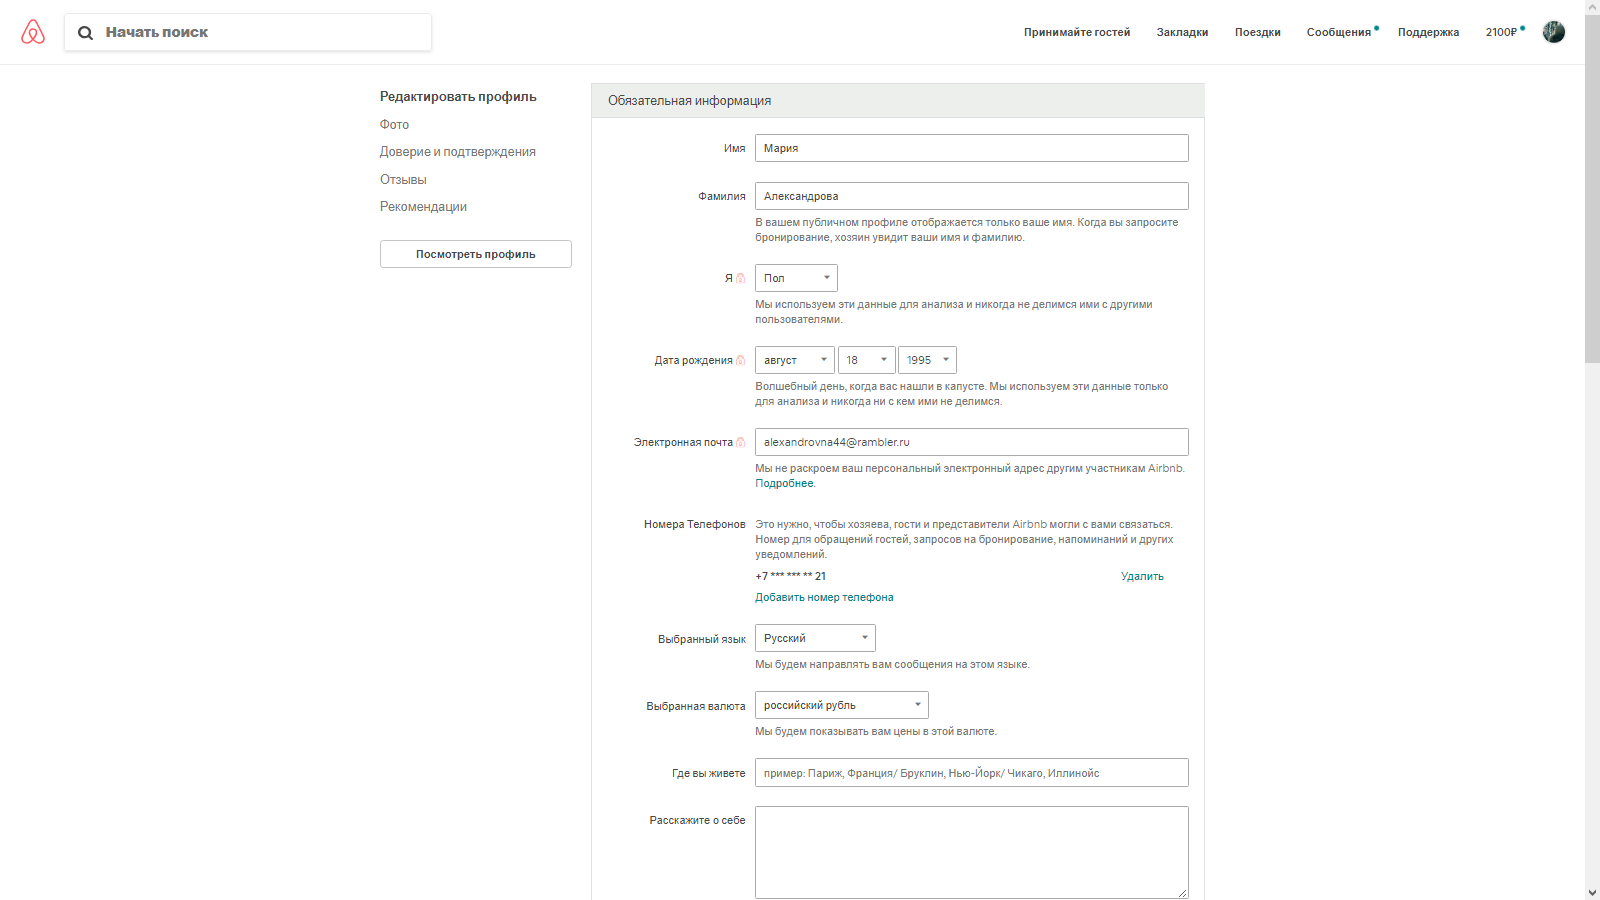 Начать поиск
Принимайте гостей
Закладки
Поездки
Сообщения
Поддержка
2100₽
Редактировать профиль
Фото
Доверие и подтверждения
Отзывы
Рекомендации
Посмотреть профиль
Обязательная информация
Имя
Мария
Фамилия
Александрова
В вашем публичном профиле отображается только ваше имя. Когда вы запросите
бронирование, хозяин увидит ваши имя и фамилию.
Я
Пол
Мы используем эти данные для анализа и никогда не делимся ими с другими
пользователями.
Дата рождения
август
18
1995
Волшебный день, когда вас нашли в капусте. Мы используем эти данные только
для анализа и никогда ни с кем ими не делимся.
Электронная почта
alexandrovna44@rambler.ru
Мы не раскроем ваш персональный электронный адрес другим участникам Airbnb.
Подробнее.
Номера Телефонов
Это нужно, чтобы хозяева, гости и представители Airbnb могли с вами связаться.
Номер для обращений гостей, запросов на бронирование, напоминаний и других
уведомлений.
+7 *** *** ** 21
Удалить
Добавить номер телефона
Выбранный язык
Русский
Мы будем направлять вам сообщения на этом языке.
Выбранная валюта
российский рубль
Мы будем показывать вам цены в этой валюте.
Где вы живете
пример: Париж, Франция/ Бруклин, Нью-Йорк/ Чикаго, Иллинойс
Расскажите о себе